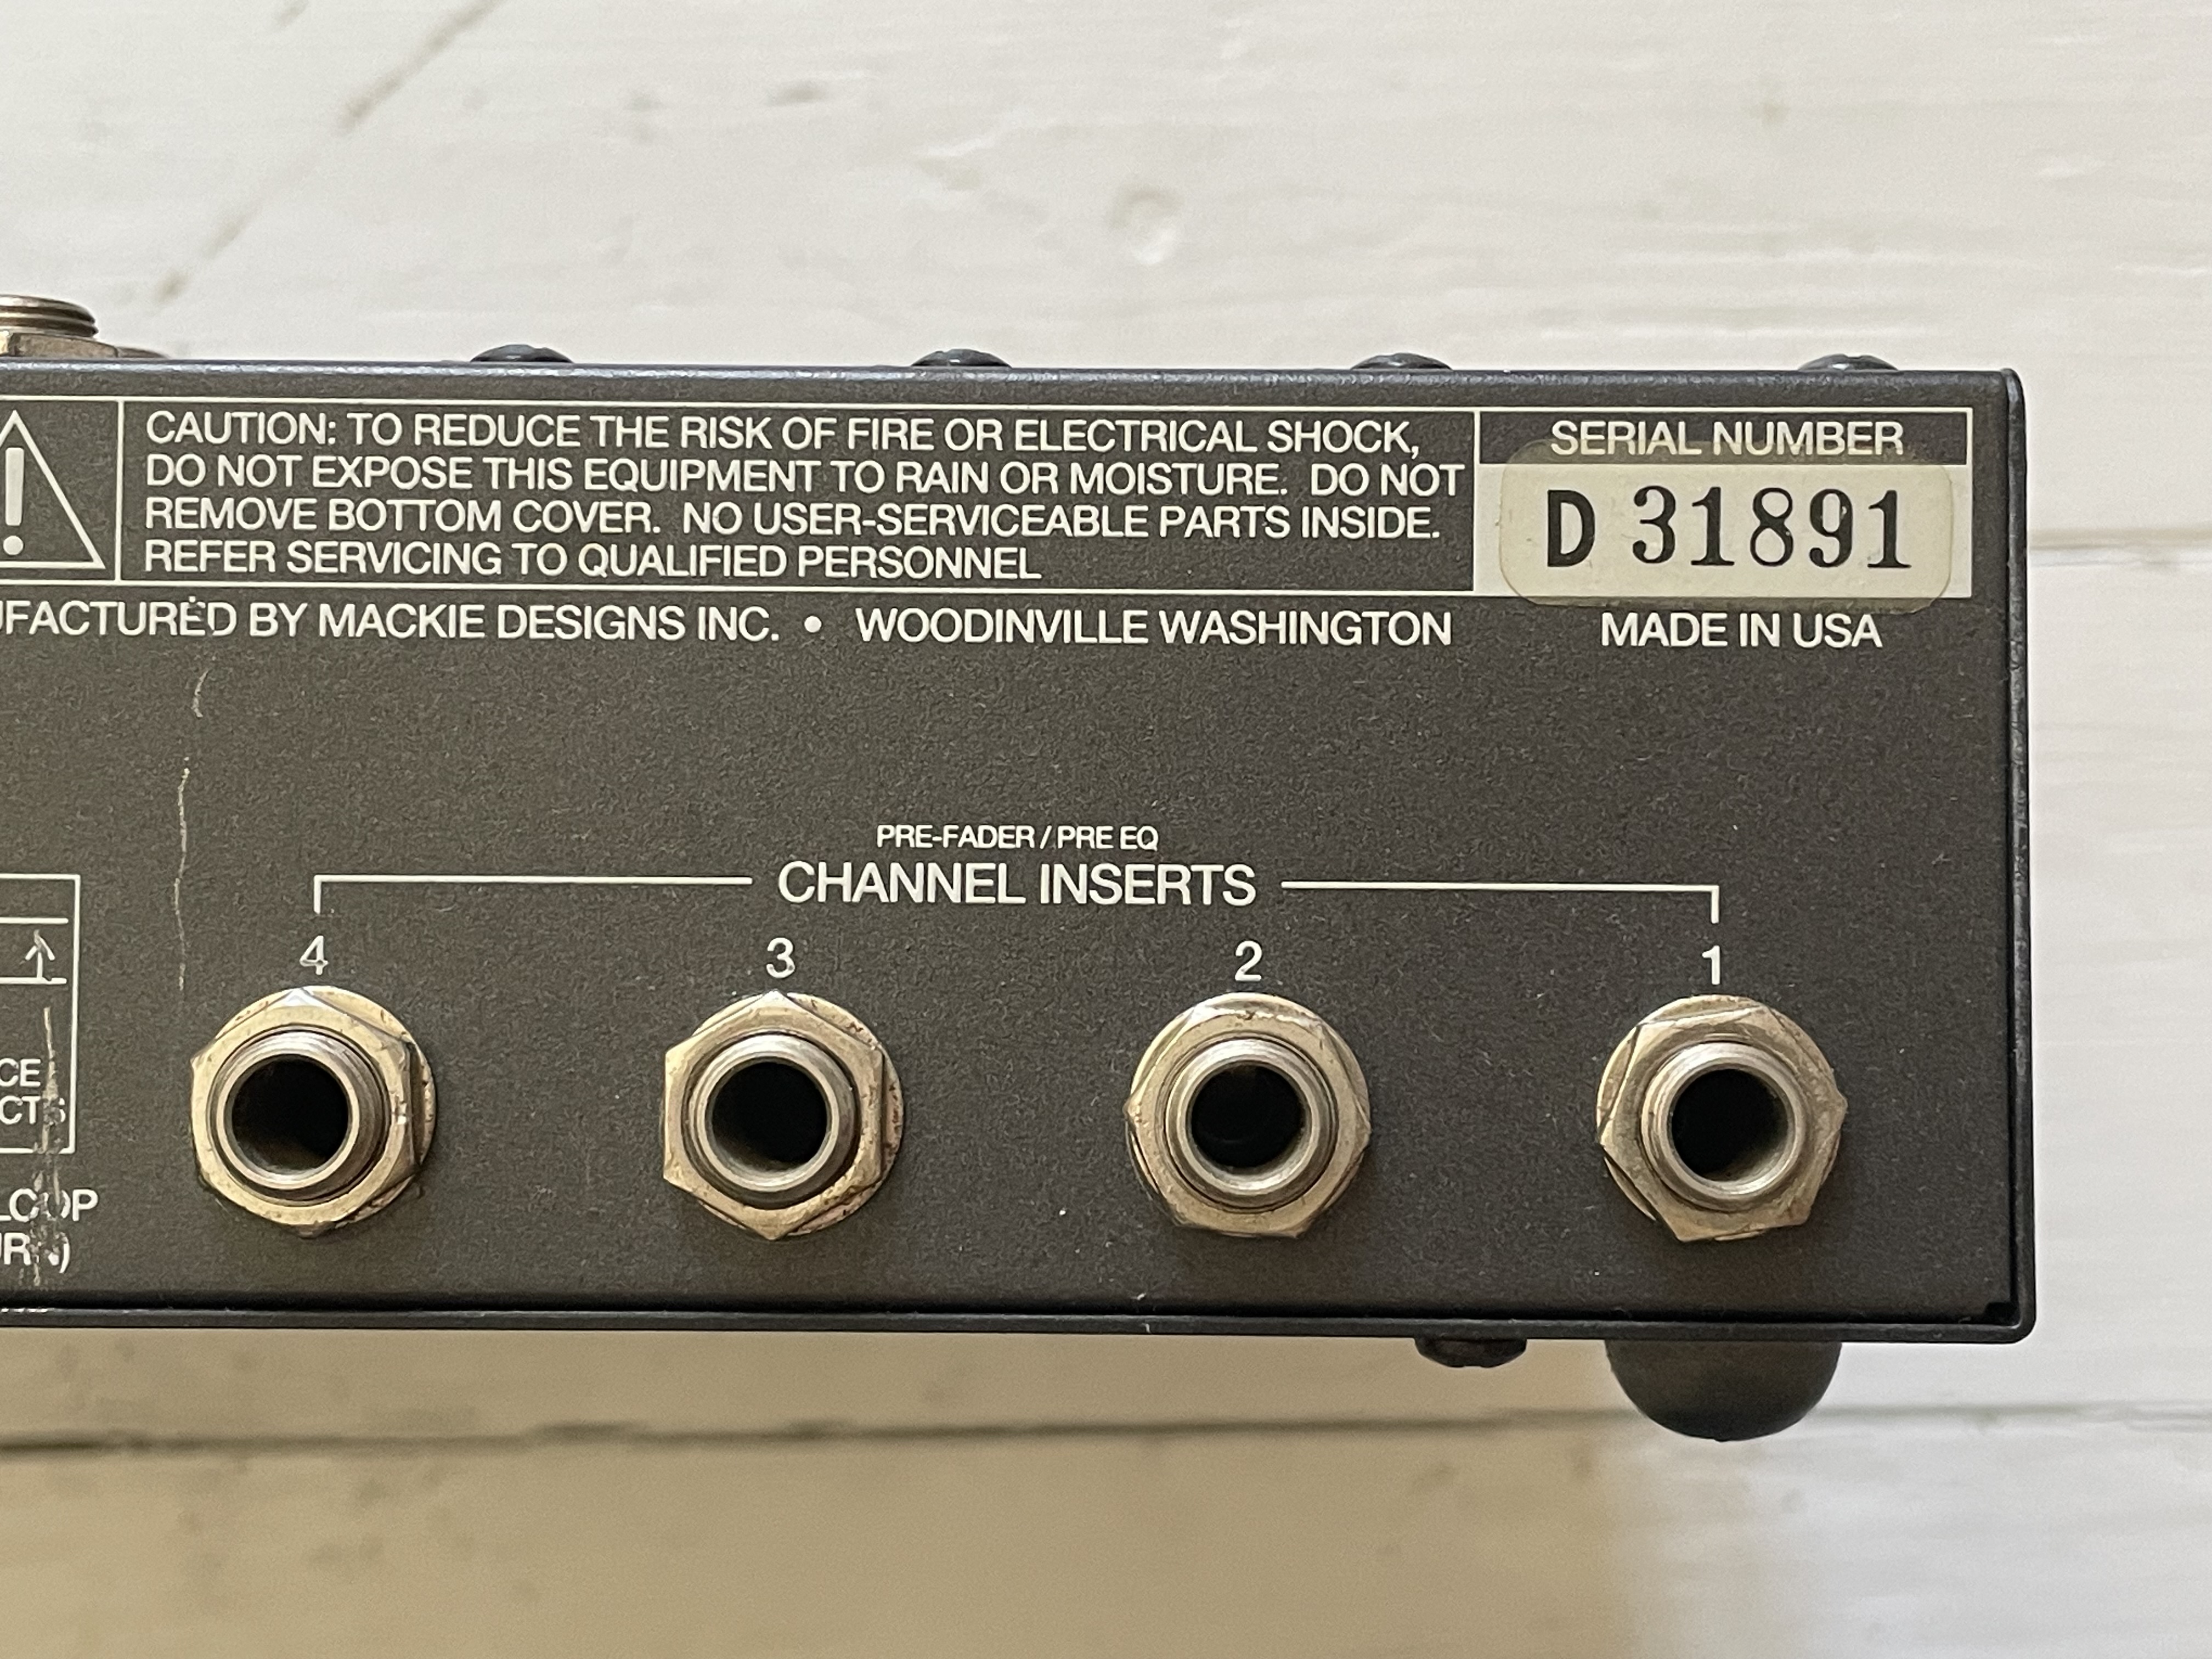 CAUTION: TO REDUCE THE RISK OF FIRE OR ELECTRICAL SHOCK,
DO NOT EXPOSE THIS EQUIPMENT TO RAIN OR MOISTURE. DO NOT
REMOVE BOTTOM COVER. NO USER-SERVICEABLE PARTS INSIDE.
REFER SERVICING TO QUALIFIED PERSONNEL
SERIAL NUMBER
D 31891
BY MACKIE DESIGNS INC. • WOODINVILLE WASHINGTON
MADE IN USA
PRE-FADER / PRE EQ
CHANNEL INSERTS
4 3 2 1